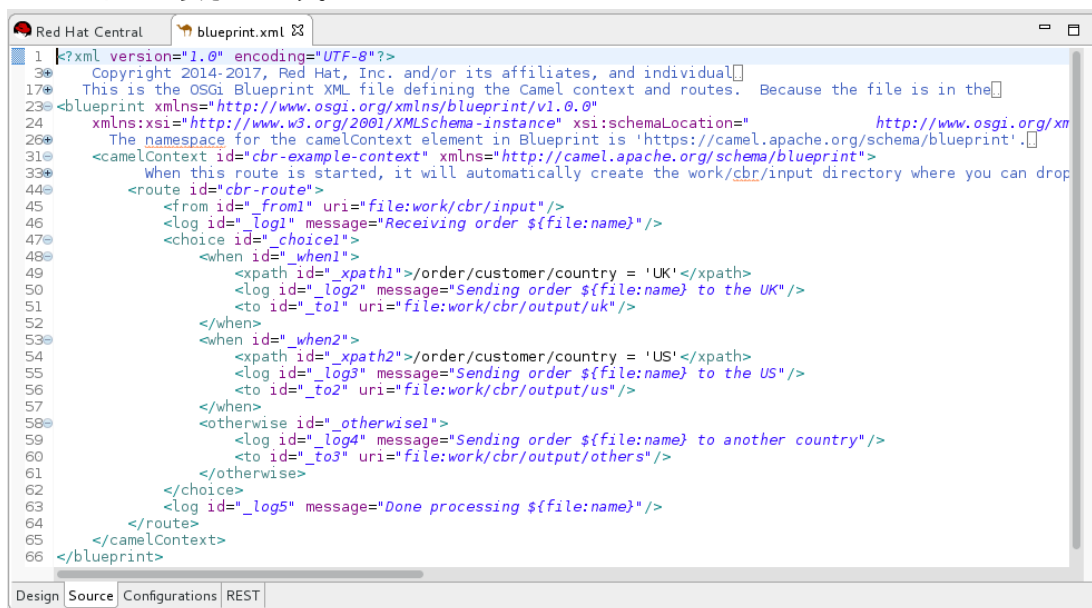 Red Hat Central
blueprint.xml
1 <?xml version="1.0" encoding="UTF-8"?>
3 Copyright 2014-2017, Red Hat, Inc. and/or its affiliates, and individual
17 This is the OSGi Blueprint XML file defining the Camel context and routes.  Because the file is in the
23 <blueprint xmlns="http://www.osgi.org/xmlns/blueprint/v1.0.0"
24 xmlns:xsi="http://www.w3.org/2001/XMLSchema-instance" xsi:schemaLocation=" http://www.osgi.org/xm
26 The namespace for the camelContext element in Blueprint is 'https://camel.apache.org/schema/blueprint'.
31 <camelContext id="cbr-example-context" xmlns="http://camel.apache.org/schema/blueprint">
33 When this route is started, it will automatically create the work/cbr/input directory where you can drop
44 <route id="cbr-route">
45 <from id="_from1" uri="file:work/cbr/input"/>
46 <log id="_log1" message="Receiving order ${file:name}"/>
47 <choice id="_choice1">
48 <when id="_when1">
49 <xpath id="_xpath1">/order/customer/country = 'UK'</xpath>
50 <log id="_log2" message="Sending order ${file:name} to the UK"/>
51 <to id="_to1" uri="file:work/cbr/output/uk"/>
52 </when>
53 <when id="_when2">
54 <xpath id="_xpath2">/order/customer/country = 'US'</xpath>
55 <log id="_log3" message="Sending order ${file:name} to the US"/>
56 <to id="_to2" uri="file:work/cbr/output/us"/>
57 </when>
58 <otherwise id="_otherwise1">
59 <log id="_log4" message="Sending order ${file:name} to another country"/>
60 <to id="_to3" uri="file:work/cbr/output/others"/>
61 </otherwise>
62 </choice>
63 <log id="_log5" message="Done processing ${file:name}"/>
64 </route>
65 </camelContext>
66 </blueprint>
Design Source Configurations REST